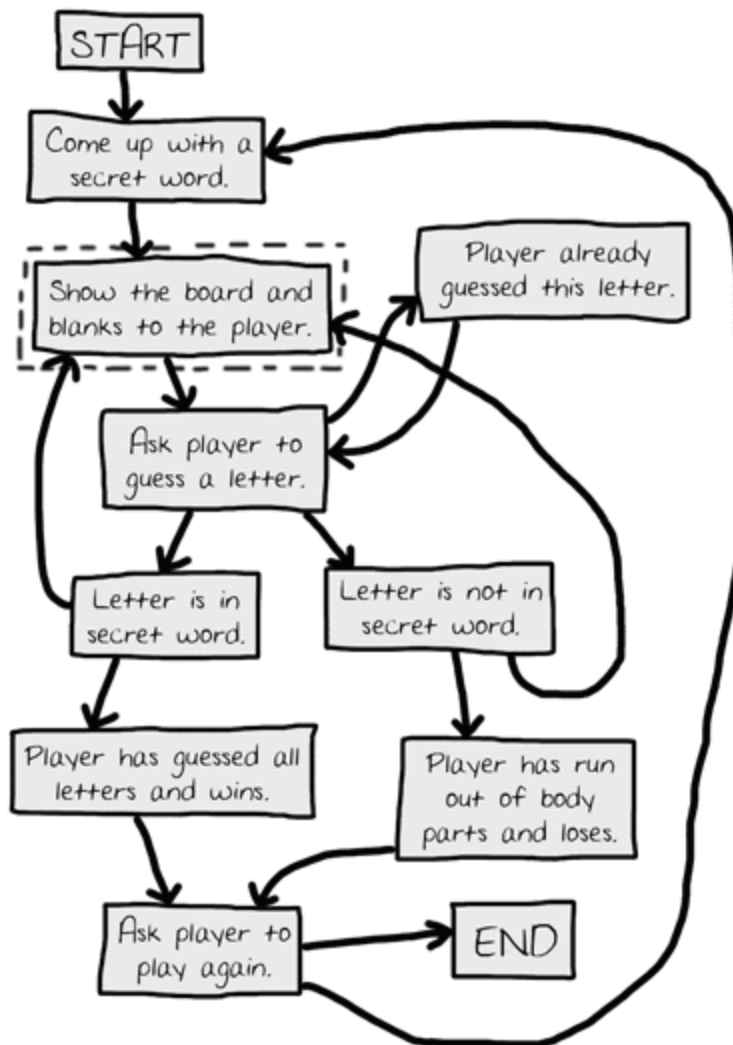 START
Come up with a
secret word.
Show the board and
blanks to the player.
Player already
guessed this letter.
Ask player to
guess a letter.
Letter is in
secret word.
Letter is not in
secret word.
Player has guessed all
letters and wins.
Player has run
out of body
parts and loses.
Ask player to
play again.
END